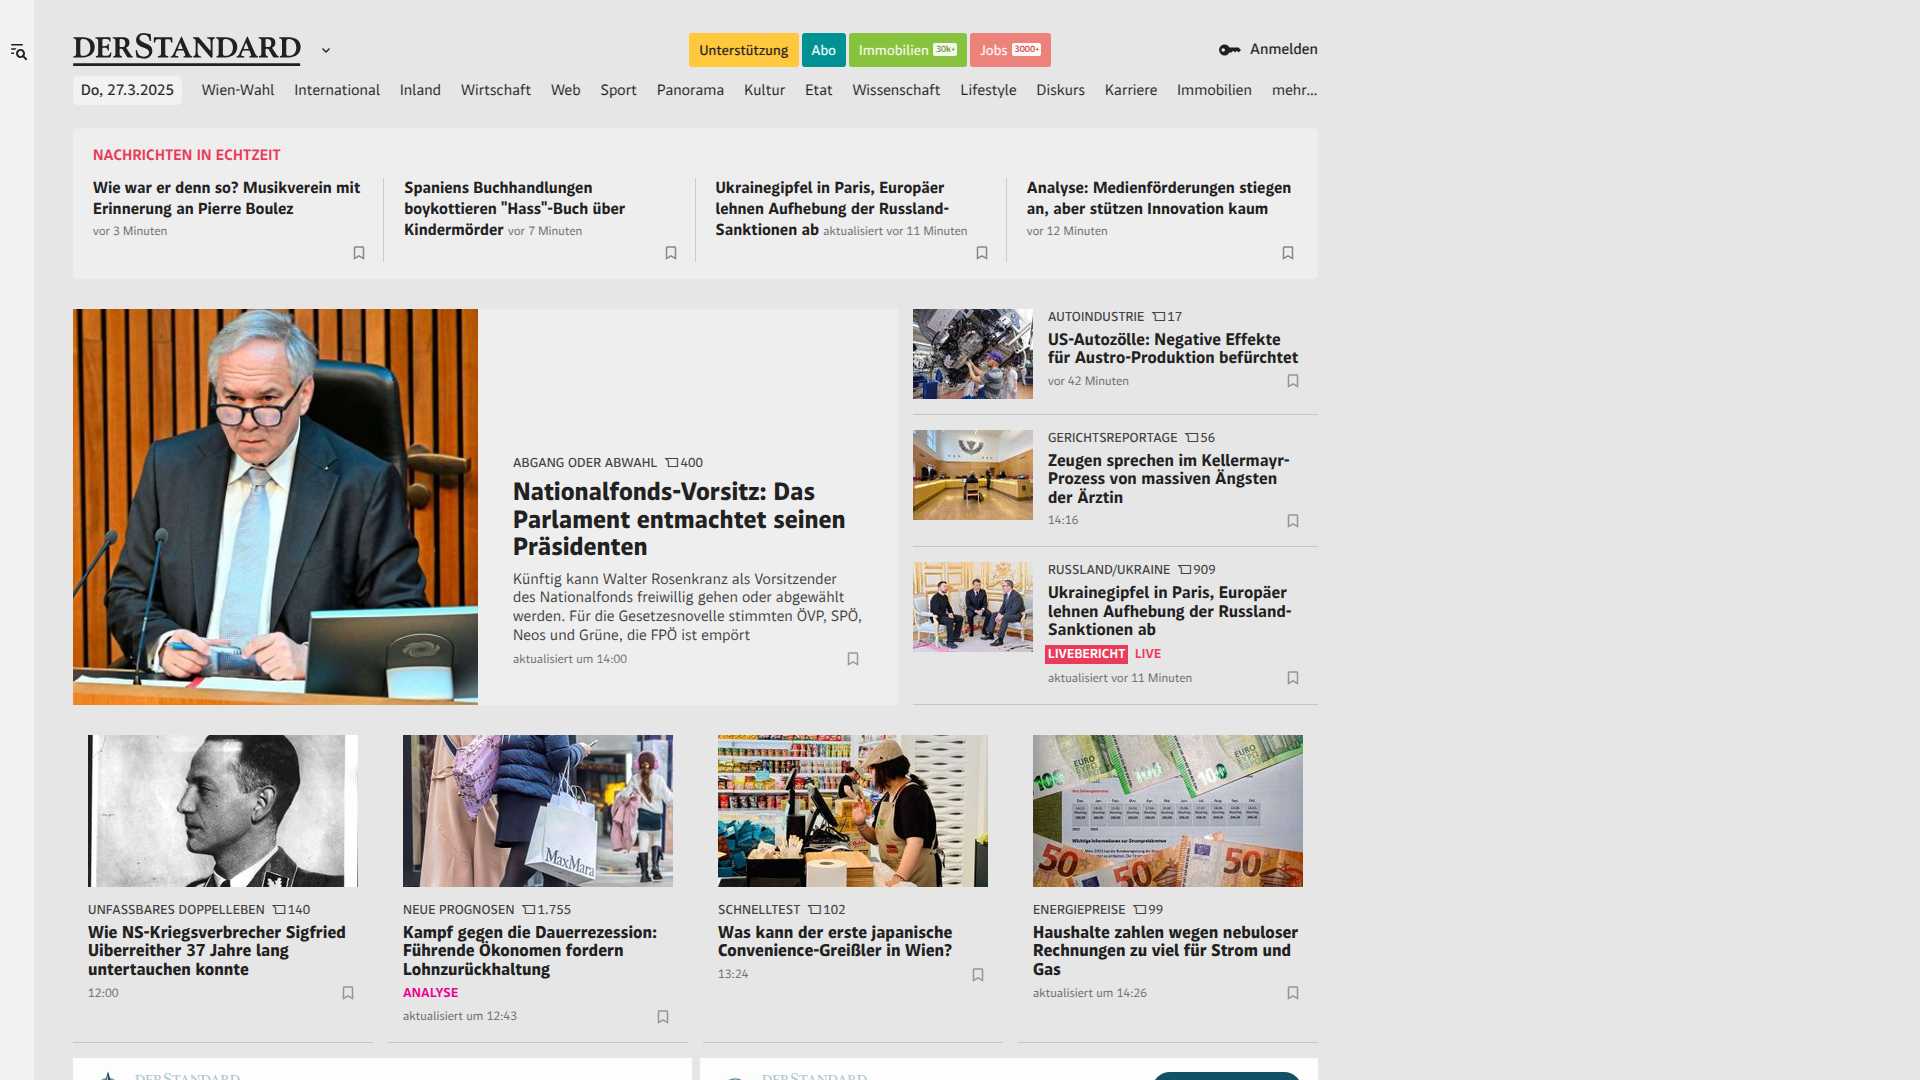 DERSTANDARD
Unterstützung
Abo
Immobilien 30k+
Jobs 3000+
Anmelden
Do, 27.3.2025
Wien-Wahl
International
Inland
Wirtschaft
Web
Sport
Panorama
Kultur
Etat
Wissenschaft
Lifestyle
Diskurs
Karriere
Immobilien
mehr...
NACHRICHTEN IN ECHTZEIT
Wie war er denn so? Musikverein mit
Erinnerung an Pierre Boulez
vor 3 Minuten
Spaniens Buchhandlungen
boykottieren "Hass"-Buch über
Kindermörder vor 7 Minuten
Ukrainegipfel in Paris, Europäer
lehnen Aufhebung der Russland-
Sanktionen ab aktualisiert vor 11 Minuten
Analyse: Medienförderungen stiegen
an, aber stützen Innovation kaum
vor 12 Minuten
ABGANG ODER ABWAHL 400
Nationalfonds-Vorsitz: Das
Parlament entmachtet seinen
Präsidenten
Künftig kann Walter Rosenkranz als Vorsitzender
des Nationalfonds freiwillig gehen oder abgewählt
werden. Für die Gesetzesnovelle stimmten ÖVP, SPÖ,
Neos und Grüne, die FPÖ ist empört
aktualisiert um 14:00
AUTOINDUSTRIE 17
US-Autozölle: Negative Effekte
für Austro-Produktion befürchtet
vor 42 Minuten
GERICHTSREPORTAGE 56
Zeugen sprechen im Kellermayr-
Prozess von massiven Ängsten
der Ärztin
14:16
RUSSLAND/UKRAINE 909
Ukrainegipfel in Paris, Europäer
lehnen Aufhebung der Russland-
Sanktionen ab
LIVEBERICHT LIVE
aktualisiert vor 11 Minuten
UNFASSBARES DOPPELLEBEN 140
Wie NS-Kriegsverbrecher Sigfried
Uiberreither 37 Jahre lang
untertauchen konnte
12:00
MaxMara
NEUE PROGNOSEN 1.755
Kampf gegen die Dauerrezession:
Führende Ökonomen fordern
Lohnzurückhaltung
ANALYSE
aktualisiert um 12:43
SCHNELLTEST 102
Was kann der erste japanische
Convenience-Greißler in Wien?
13:24
EURO
100
100
100
EURO
50
50
50
ENERGIEPREISE 99
Haushalte zahlen wegen nebuloser
Rechnungen zu viel für Strom und
Gas
aktualisiert um 14:26
DERSTANDARD
DERSTANDARD